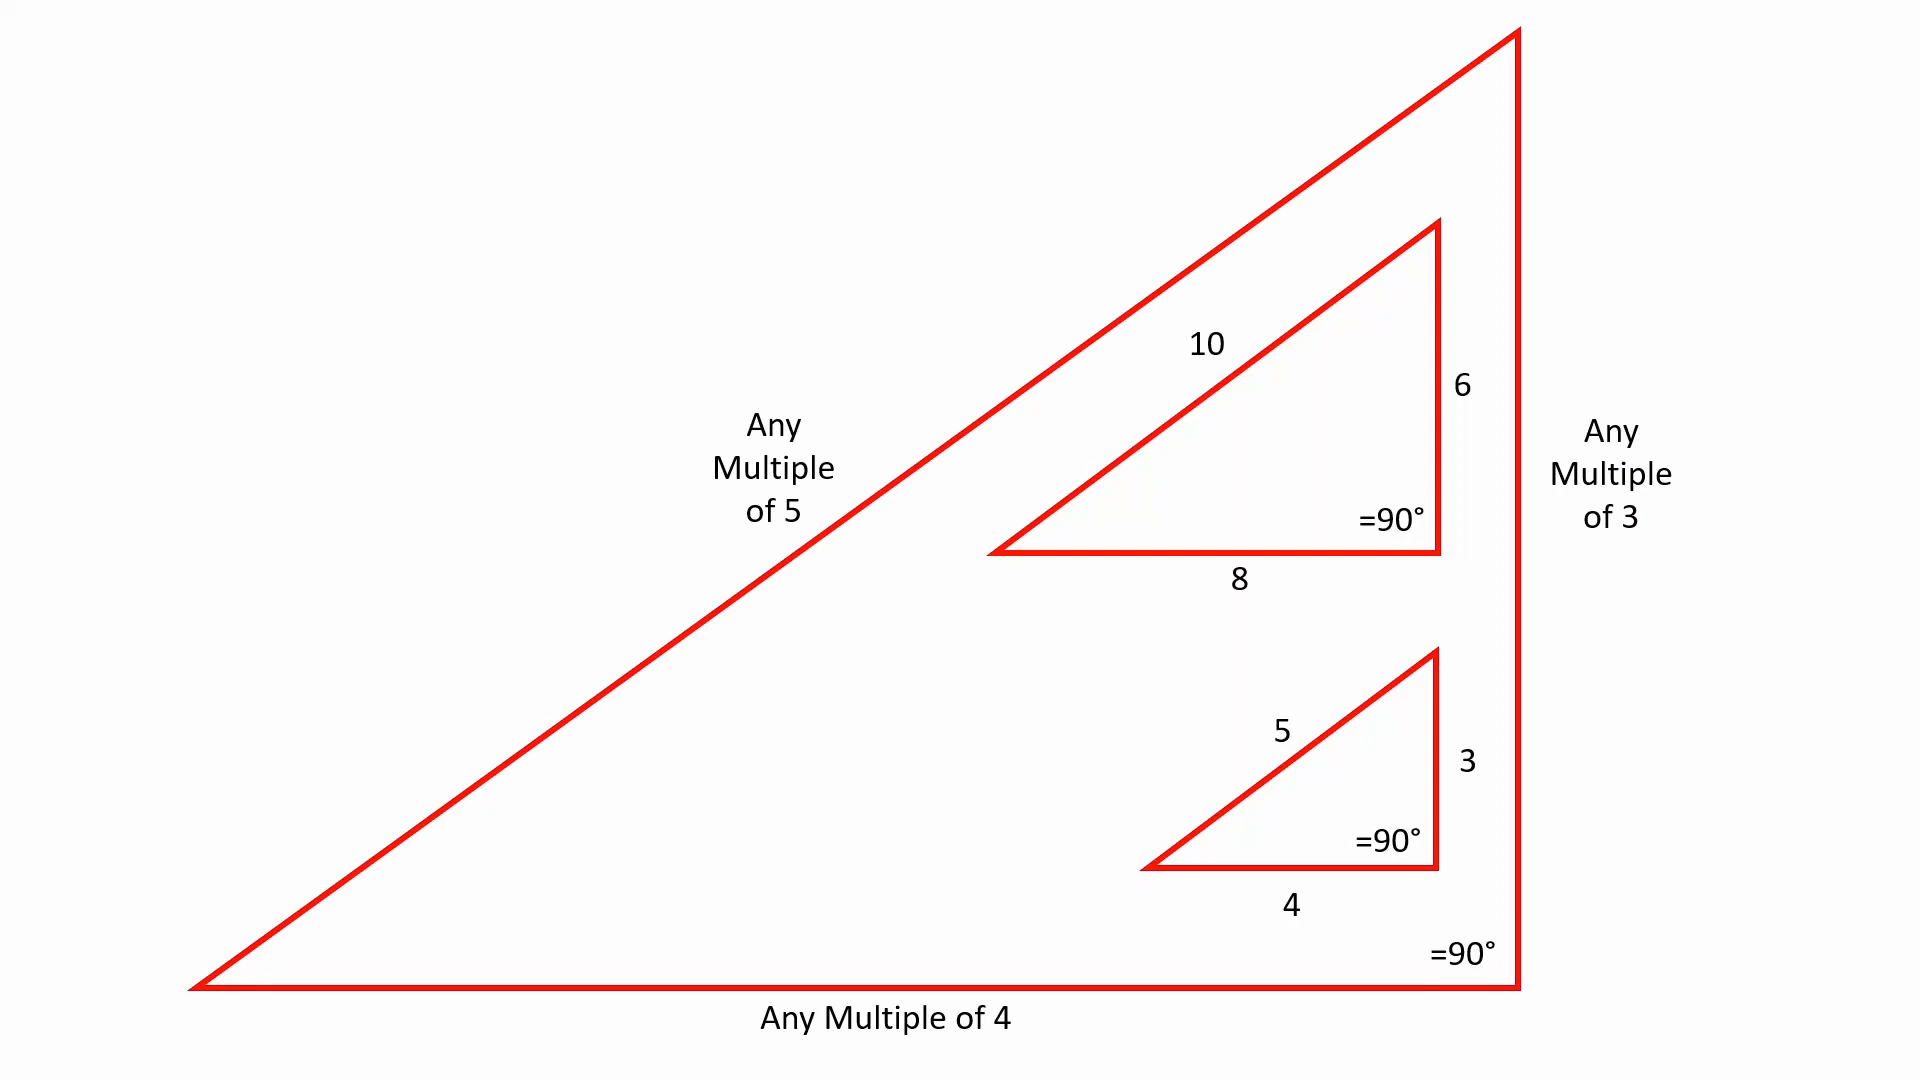 10
6
Any
Multiple
of 5
Any
Multiple
of 3
=90°
8
5
3
=90°
4
=90°
Any Multiple of 4